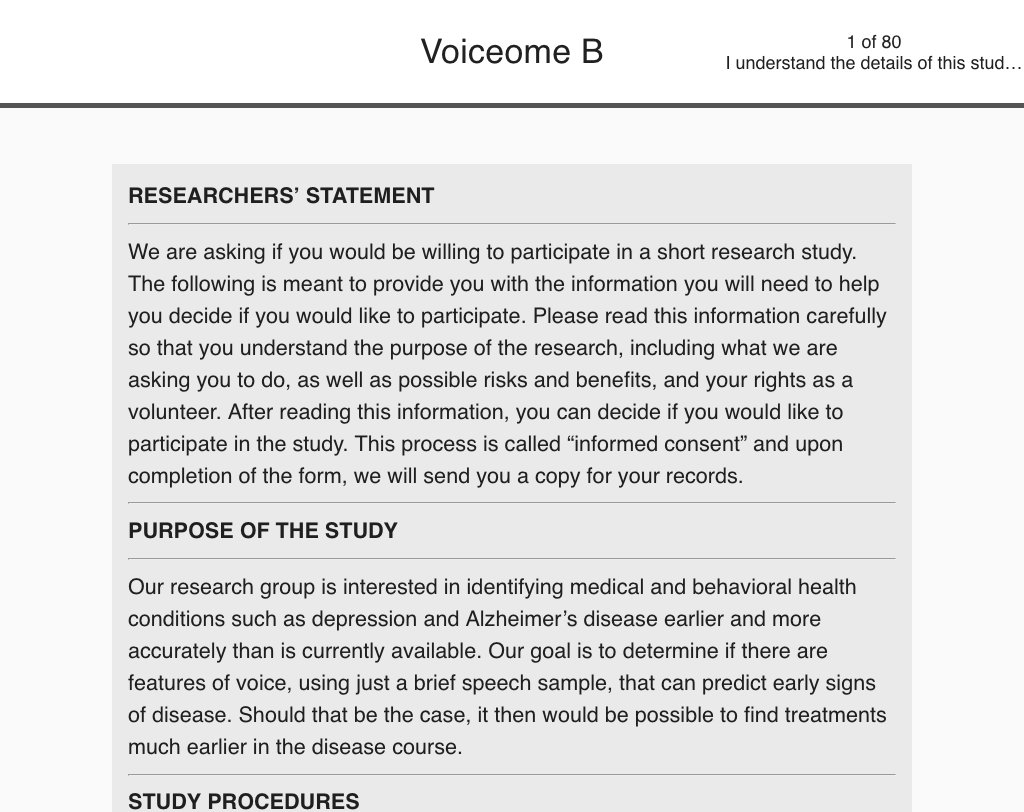 Voiceome B
1 of 80
I understand the details of this stud…
RESEARCHERS’ STATEMENT
We are asking if you would be willing to participate in a short research study.
The following is meant to provide you with the information you will need to help
you decide if you would like to participate. Please read this information carefully
so that you understand the purpose of the research, including what we are
asking you to do, as well as possible risks and benefits, and your rights as a
volunteer. After reading this information, you can decide if you would like to
participate in the study. This process is called “informed consent” and upon
completion of the form, we will send you a copy for your records.
PURPOSE OF THE STUDY
Our research group is interested in identifying medical and behavioral health
conditions such as depression and Alzheimer’s disease earlier and more
accurately than is currently available. Our goal is to determine if there are
features of voice, using just a brief speech sample, that can predict early signs
of disease. Should that be the case, it then would be possible to find treatments
much earlier in the disease course.
STUDY PROCEDURES